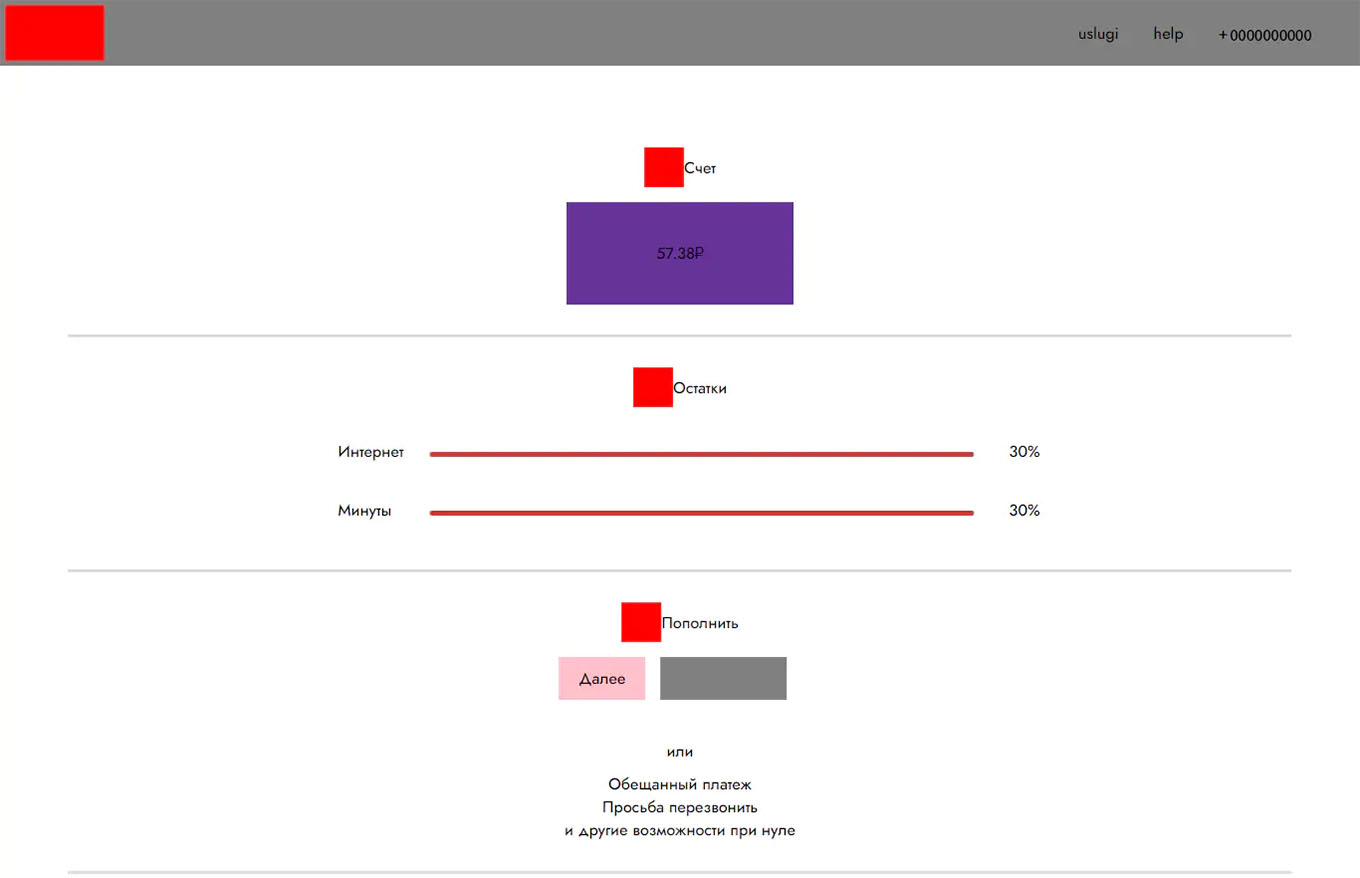 uslugi help +0000000000
Счет
57.38₽
Остатки
Интернет 30%
Минуты 30%
Пополнить
Далее
или
Обещанный платеж
Просьба перезвонить
и другие возможности при нуле